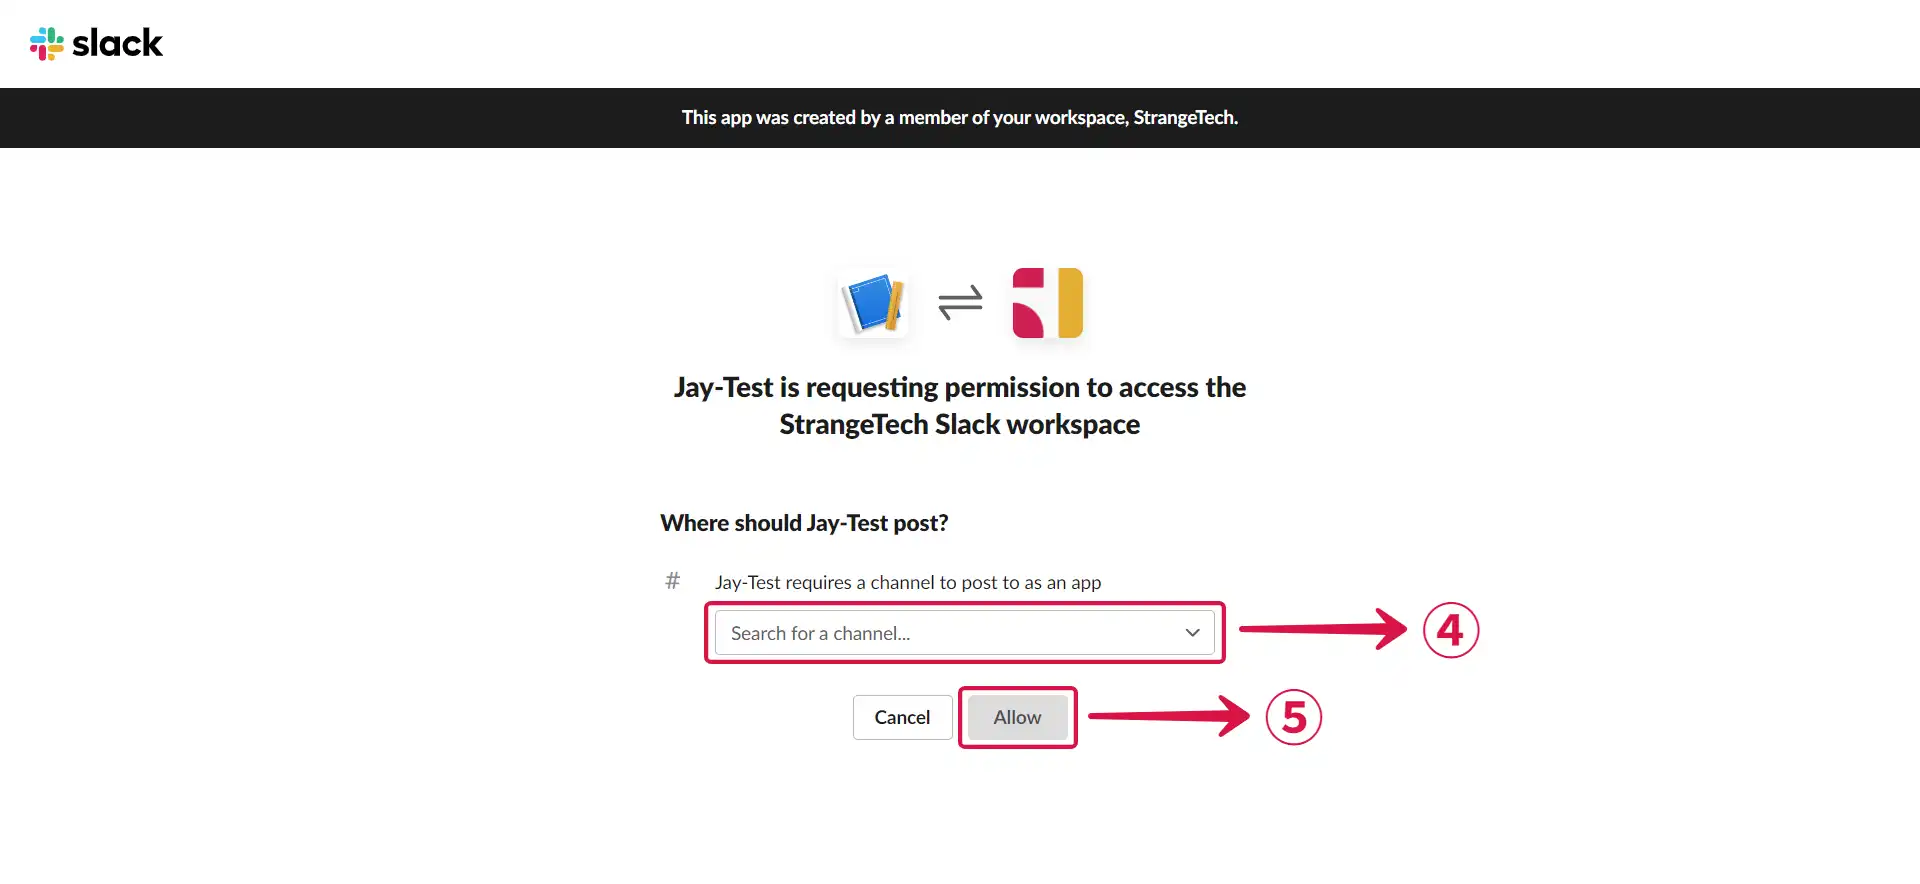 slack
This app was created by a member of your workspace, StrangeTech.
Jay-Test is requesting permission to access the
StrangeTech Slack workspace
Where should Jay-Test post?
# Jay-Test requires a channel to post to as an app
Search for a channel...
4
Cancel
Allow
5